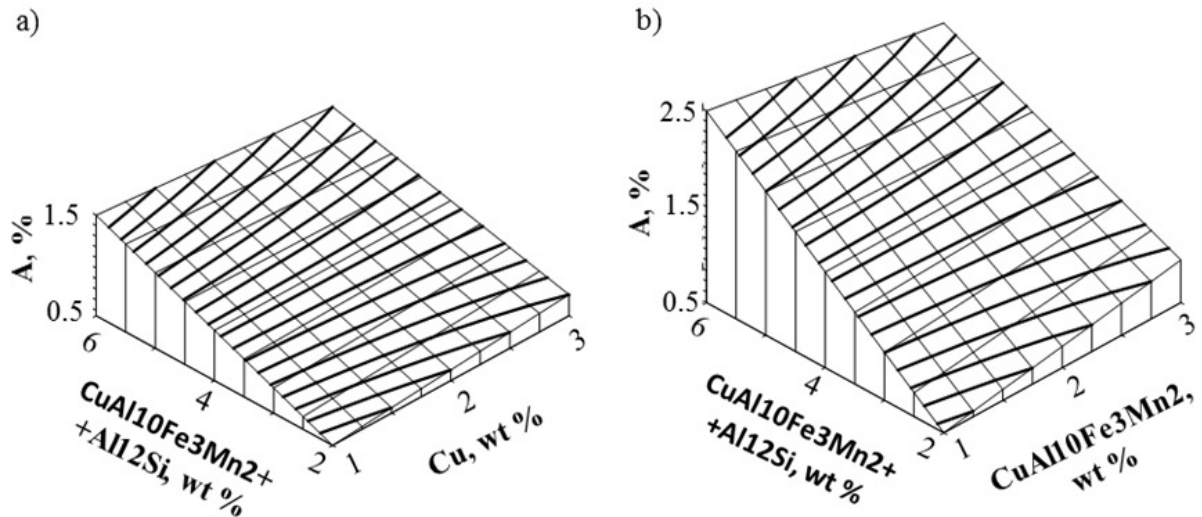 a)
1.5
A, %
0.5
6
4
2
CuAl10Fe3Mn2+
+Al12Si, wt %
1
2
3
Cu, wt %
b)
2.5
1.5
A, %
0.5
6
4
2
CuAl10Fe3Mn2+
+Al12Si, wt %
1
2
3
CuAl10Fe3Mn2,
wt %